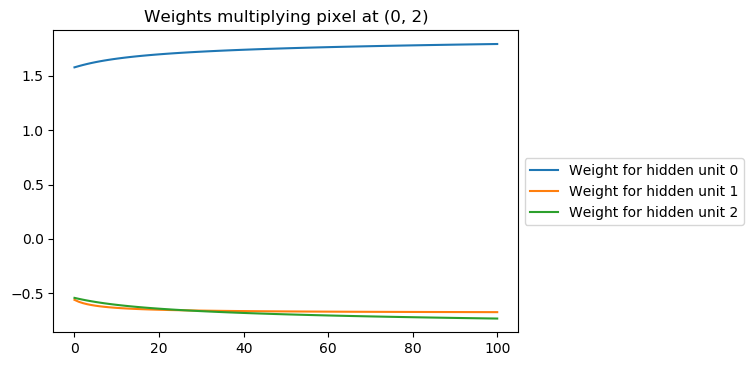 Weights multiplying pixel at (0, 2)
1.5
1.0
0.5
0.0
−0.5
0 20 40 60 80 100
Weight for hidden unit 0
Weight for hidden unit 1
Weight for hidden unit 2